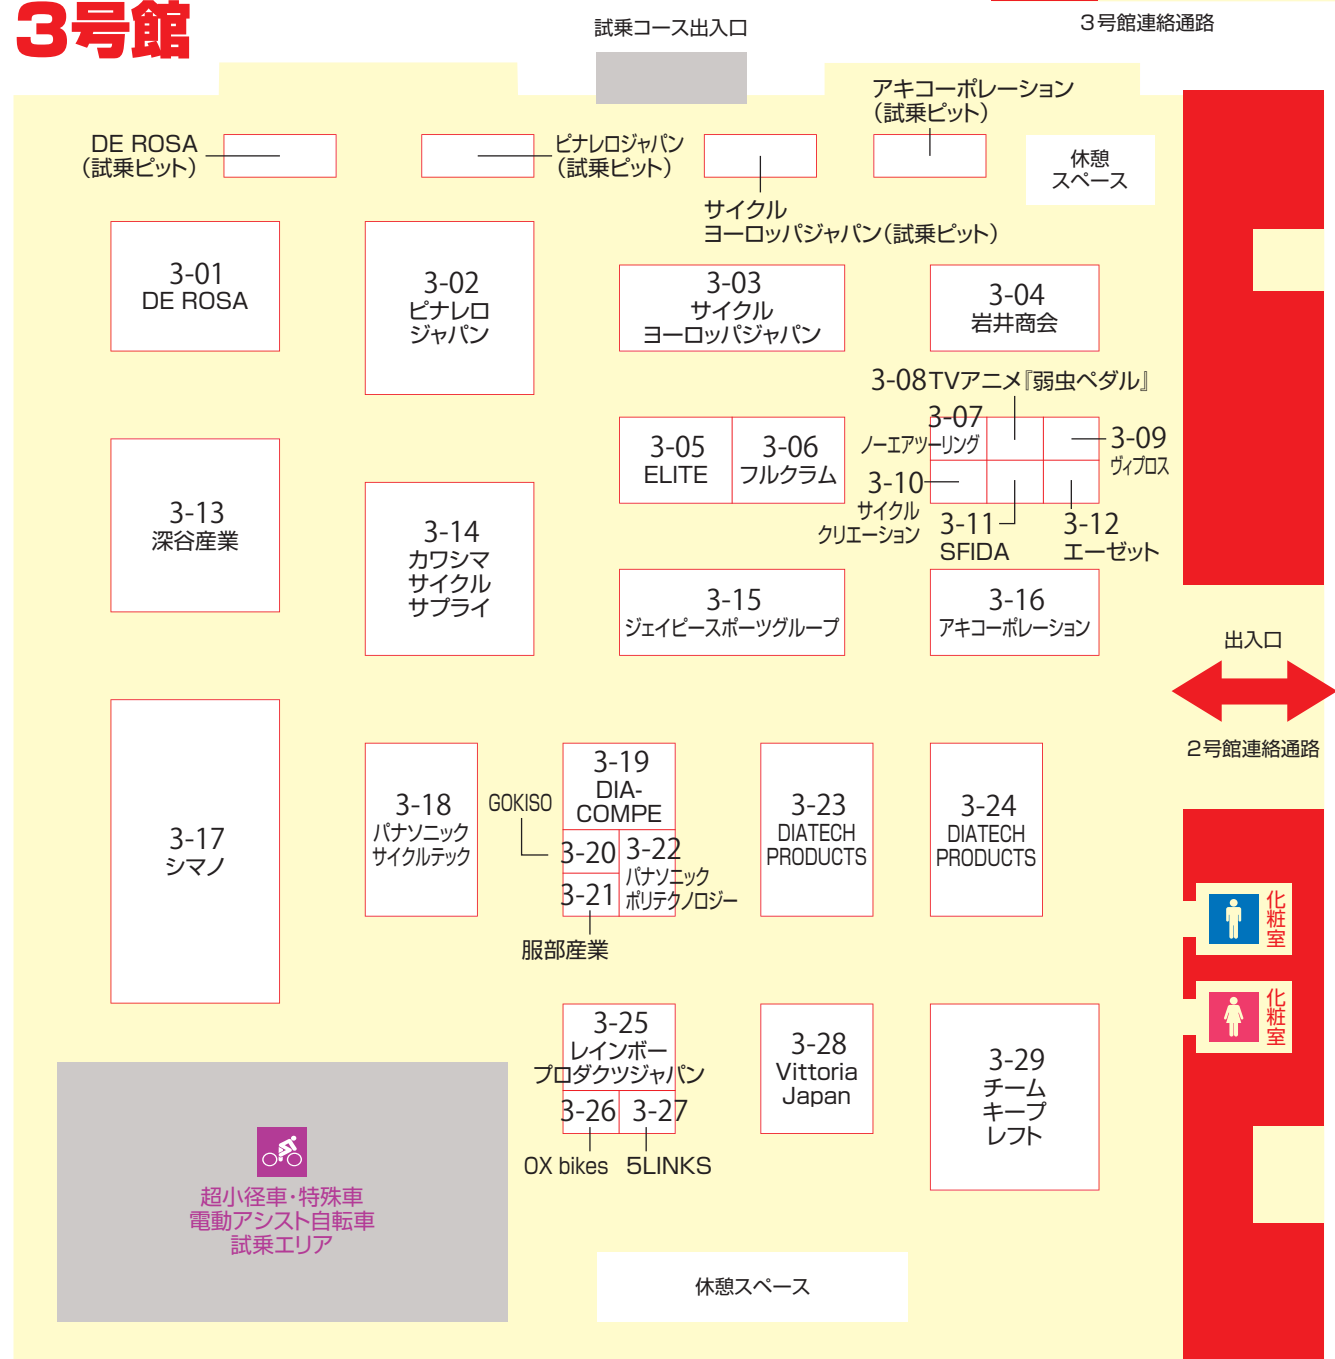 3号館
試乗コース出入口
3号館連絡通路
DE ROSA
（試乗ピット）
ピナレロジャパン
（試乗ピット）
サイクル
ヨーロッパジャパン（試乗ピット）
アキコーポレーション
（試乗ピット）
休憩
スペース
3-01
DE ROSA
3-02
ピナレロ
ジャパン
3-03
サイクル
ヨーロッパジャパン
3-04
岩井商会
3-05
ELITE
3-06
フルクラム
3-08 TVアニメ『弱虫ペダル』
3-07
ノーエアツーリング
3-09
ヴィプロス
3-10
サイクル
クリエーション
3-11
SFIDA
3-12
エーゼット
3-13
深谷産業
3-14
カワシマ
サイクル
サプライ
3-15
ジェイピースポーツグループ
3-16
アキコーポレーション
出入口
2号館連絡通路
3-17
シマノ
3-18
パナソニック
サイクルテック
3-19
DIA-
COMPE
GOKISO
3-20
3-21
服部産業
3-22
パナソニック
ポリテクノロジー
3-23
DIATECH
PRODUCTS
3-24
DIATECH
PRODUCTS
化粧室
化粧室
3-25
レインボー
プロダクツジャパン
3-26
OX bikes
3-27
5LINKS
3-28
Vittoria
Japan
3-29
チーム
キープ
レフト
超小径車・特殊車
電動アシスト自転車
試乗エリア
休憩スペース